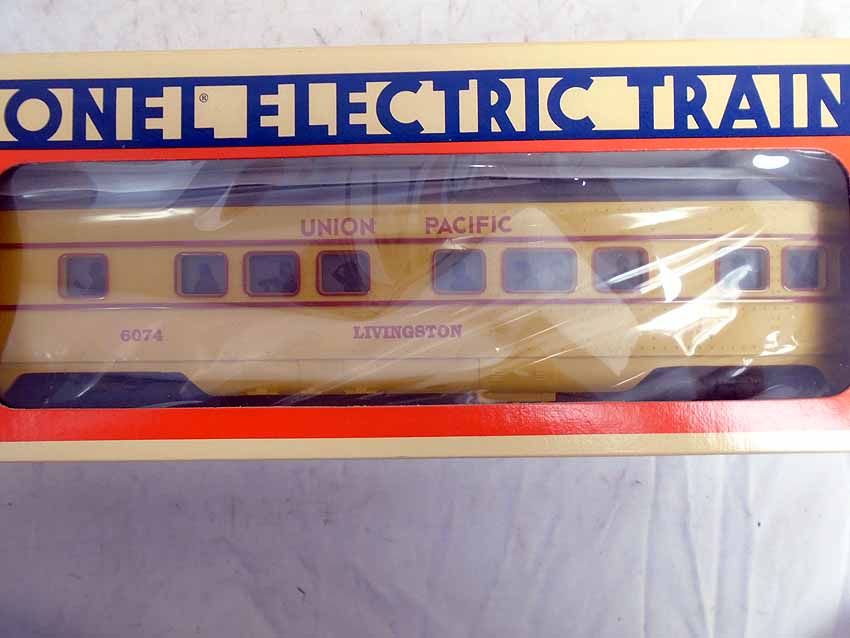 ONEL® ELECTRIC TRAIN
UNION PACIFIC
6074 LIVINGSTON